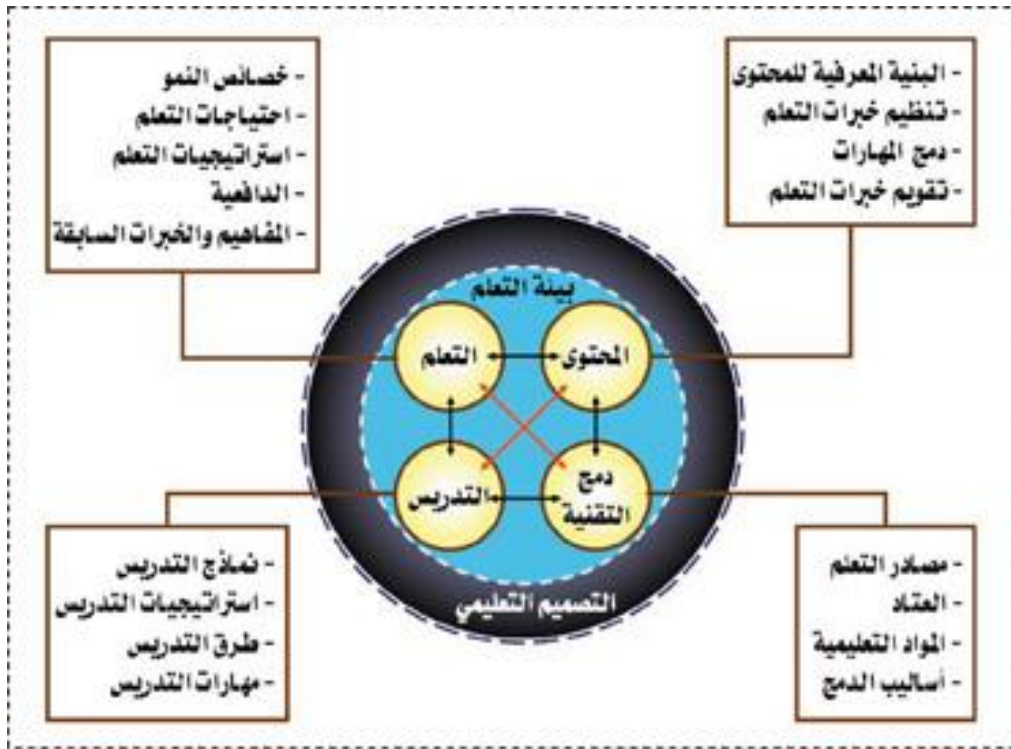 - البنية المعرفية للمحتوى
- تنظيم خبرات التعلم
- دمج المهارات
- تقويم خبرات التعلم
- خصائص النمو
- احتياجات التعلم
- استراتيجيات التعلم
- الدافعية
- المفاهيم والخبرات السابقة
بيئة التعلم
المحتوى
التعلم
دمج
التقنية
التدريس
التصميم التعليمي
- مصادر التعلم
- العتاد
- المواد التعليمية
- أساليب الدمج
- نماذج التدريس
- استراتيجيات التدريس
- طرق التدريس
- مهارات التدريس